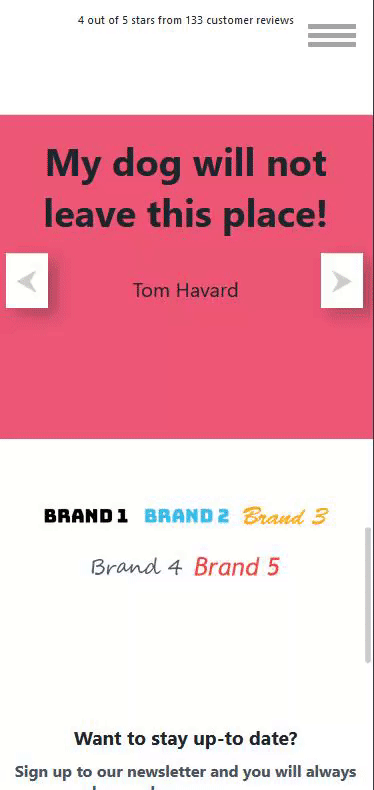 4 out of 5 stars from 133 customer reviews
My dog will not
leave this place!
Tom Havard
BRAND 1 BRAND 2 Brand 3
Brand 4 Brand 5
Want to stay up-to date?
Sign up to our newsletter and you will always